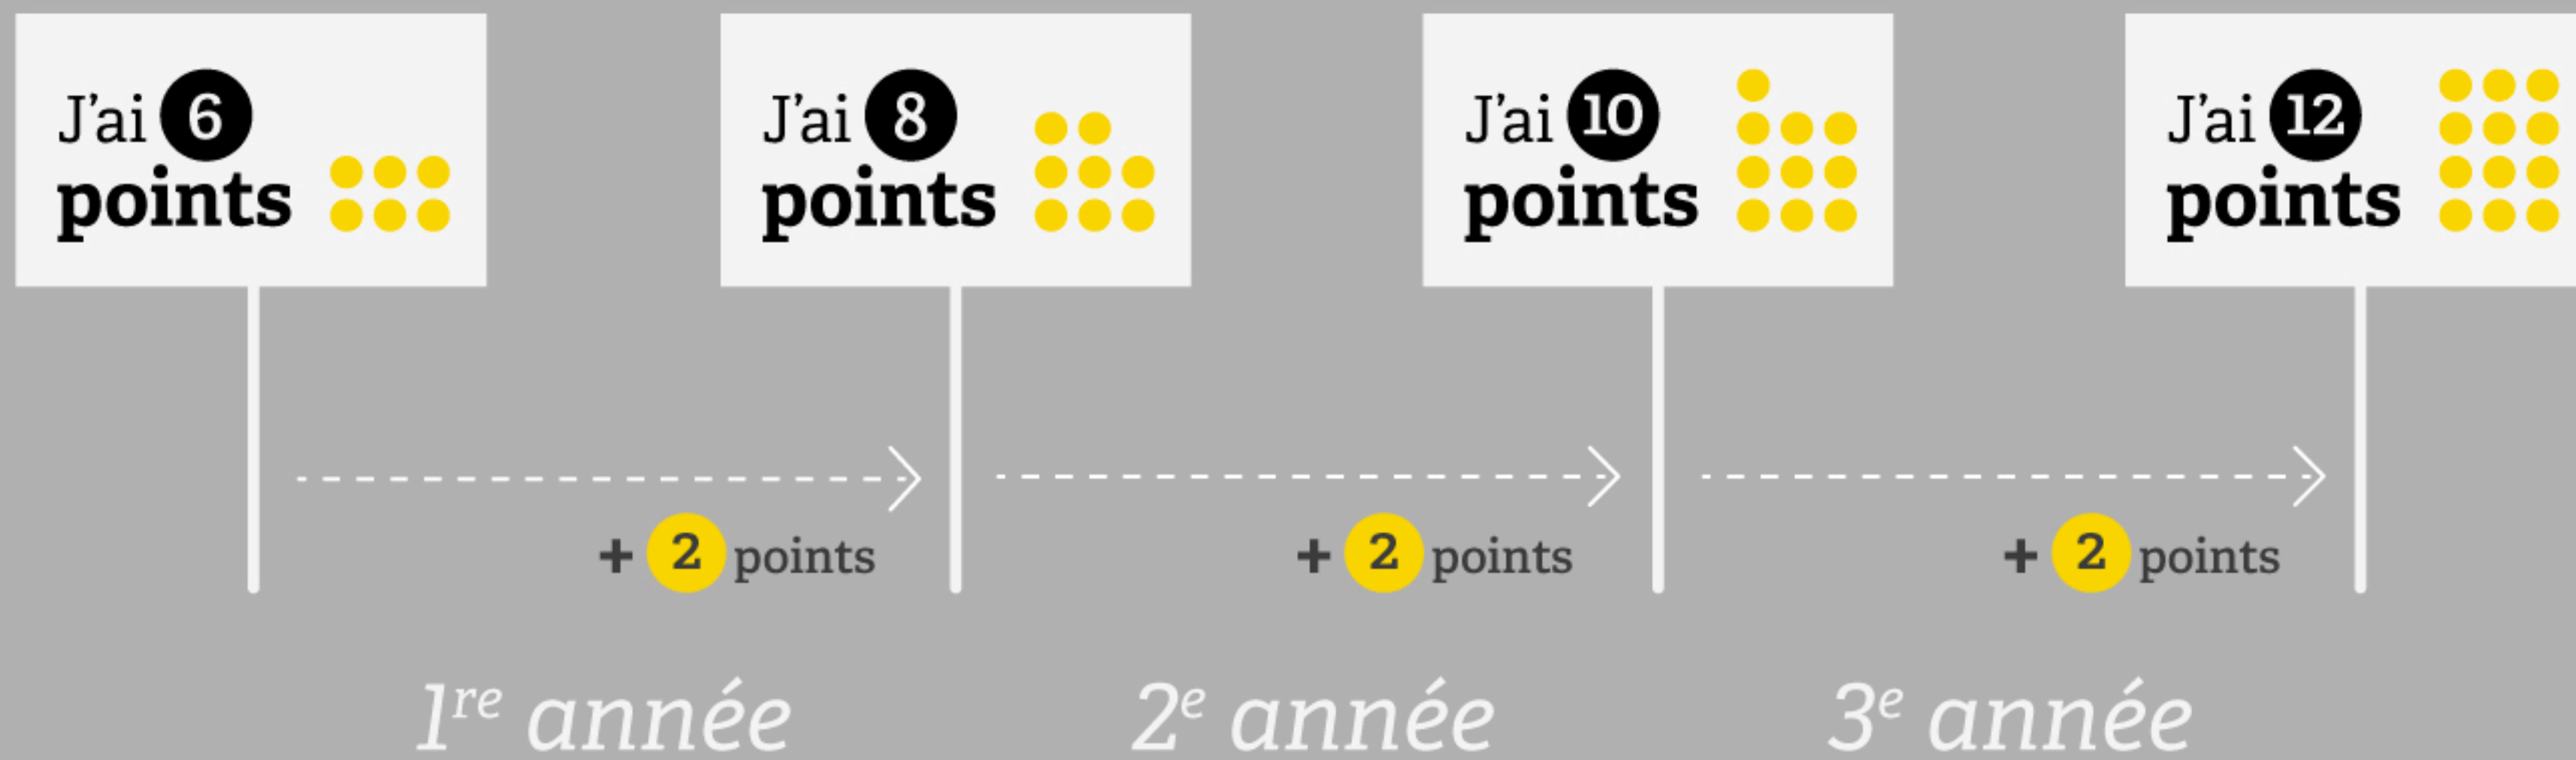 J'ai 6
points
J'ai 8
points
J'ai 10
points
J'ai 12
points
+ 2 points
+ 2 points
+ 2 points
1re année
2e année
3e année